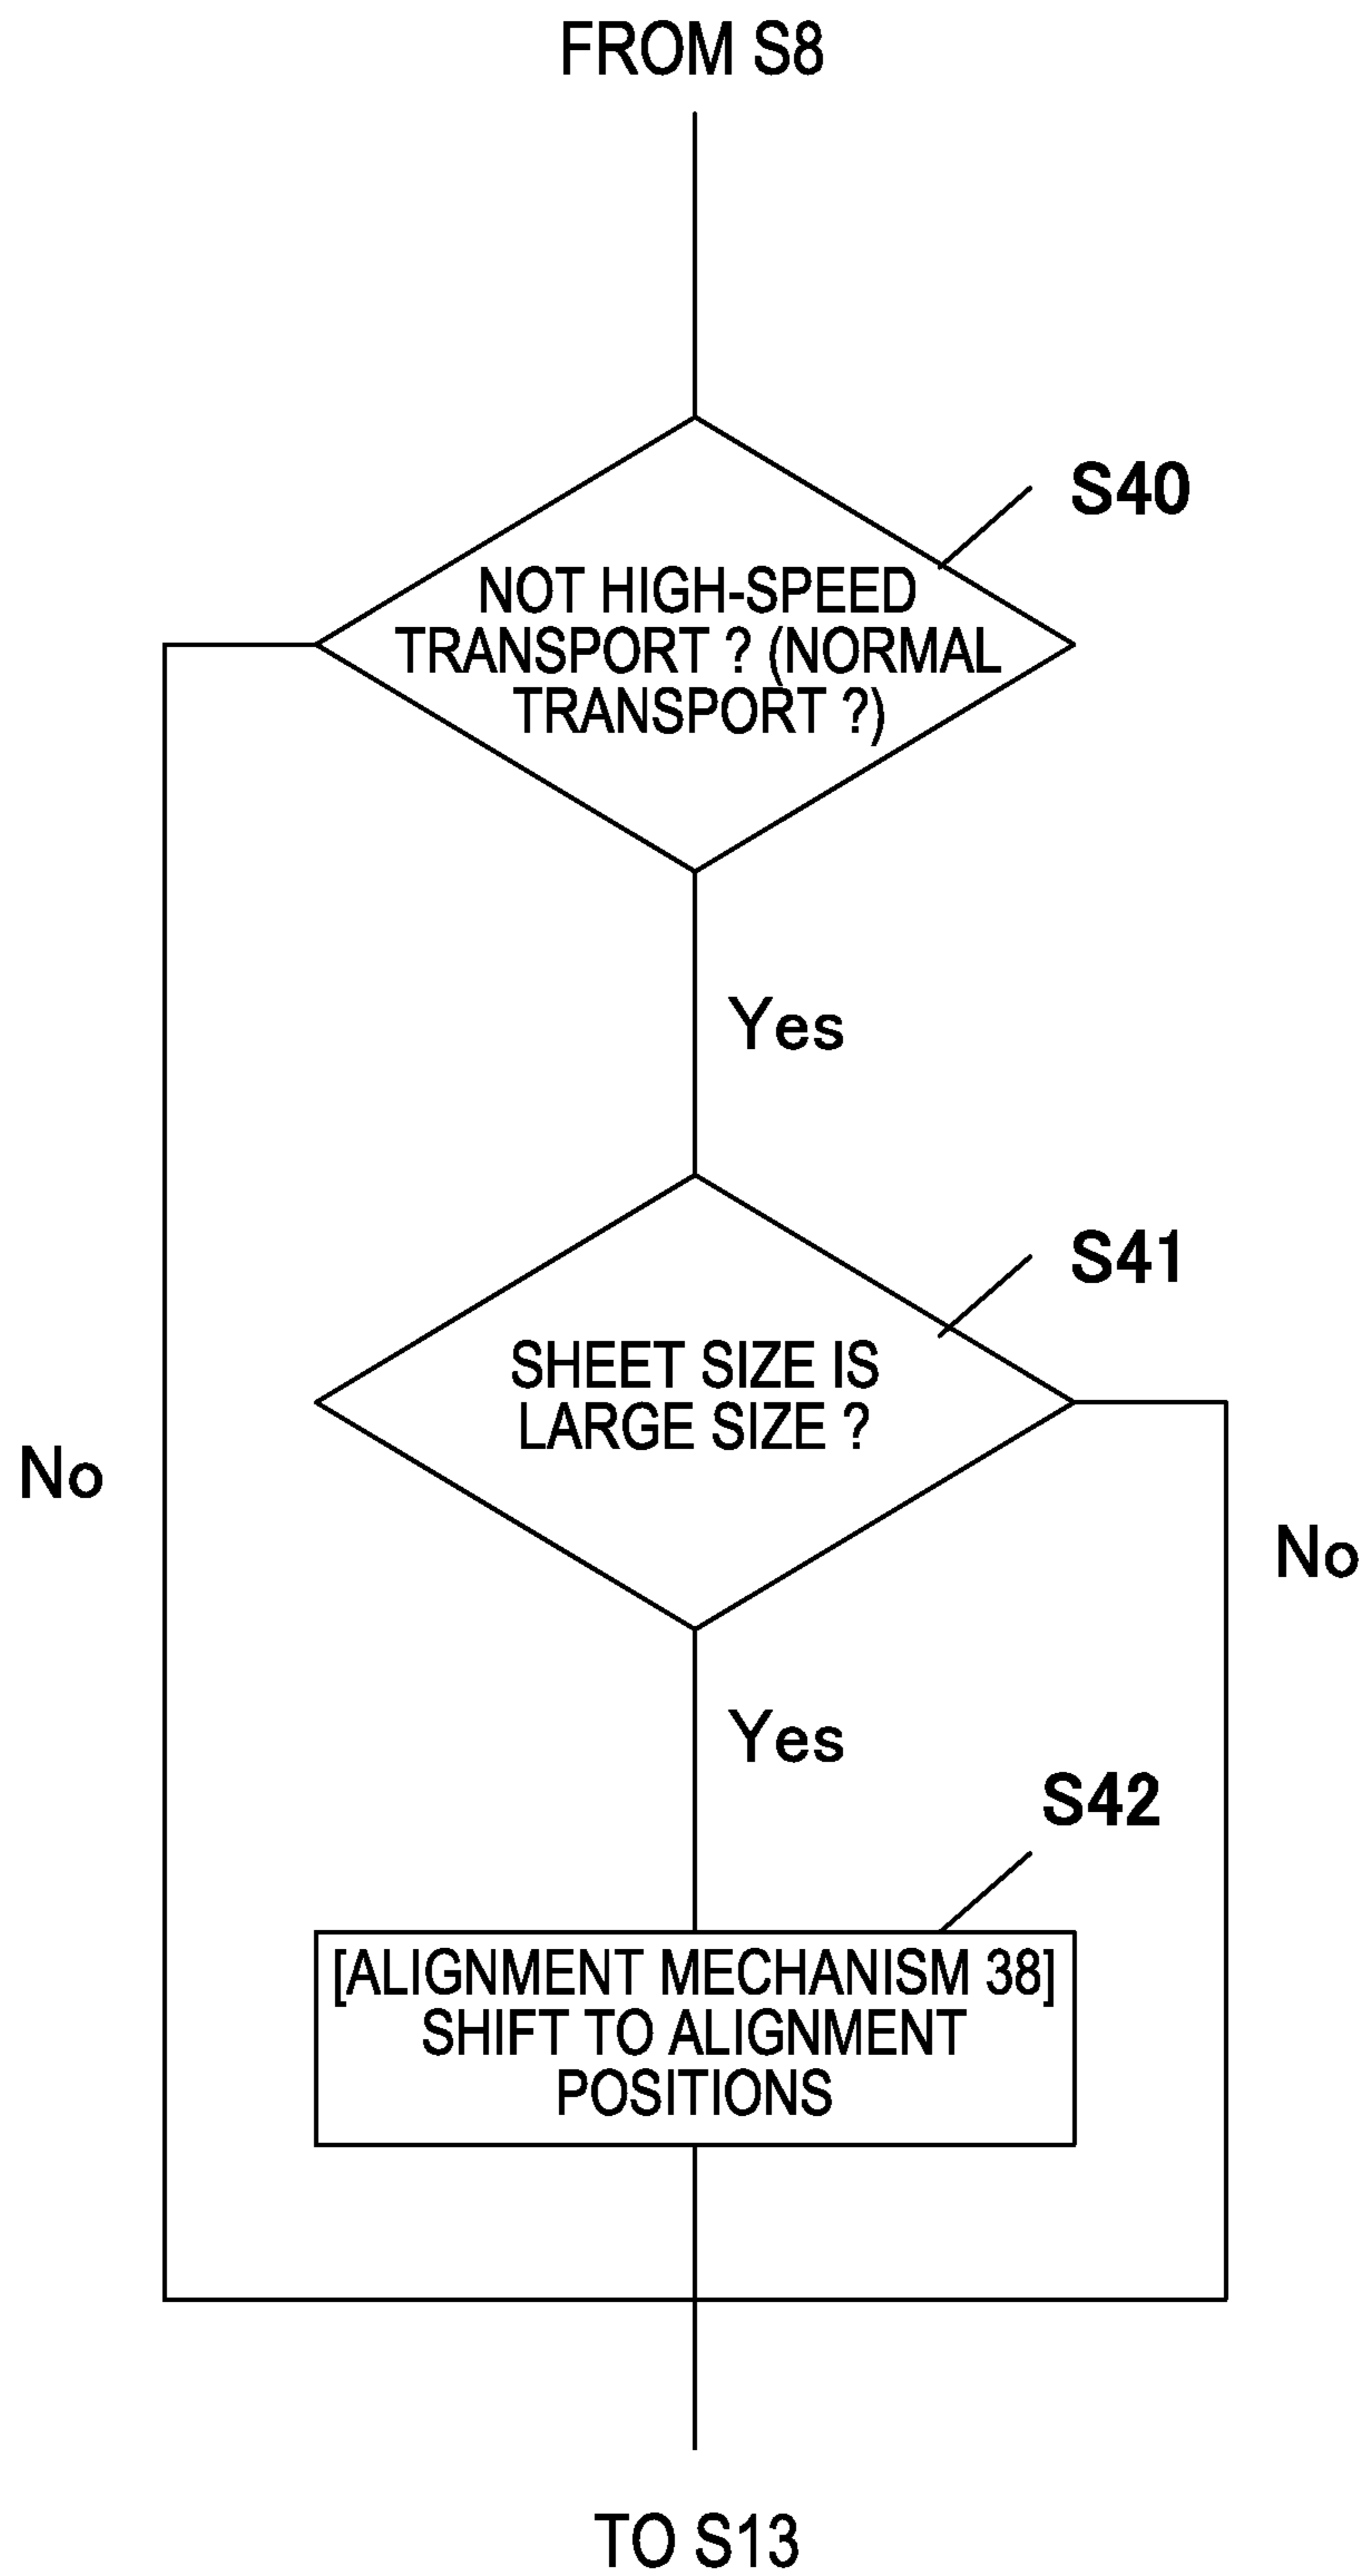 FROM S8
S40
NOT HIGH-SPEED
TRANSPORT ? (NORMAL
TRANSPORT ?)
Yes
S41
SHEET SIZE IS
LARGE SIZE ?
No
No
Yes
S42
[ALIGNMENT MECHANISM 38]
SHIFT TO ALIGNMENT
POSITIONS
TO S13